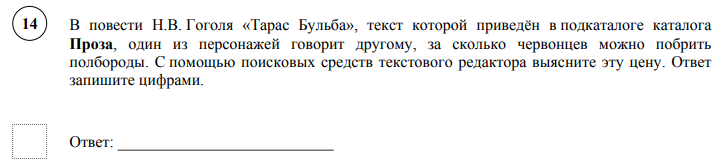 14
В повести Н.В. Гоголя «Тарас Бульба», текст которой приведён в подкаталоге каталога
Проза, один из персонажей говорит другому, за сколько червонцев можно побрить
полбороды. С помощью поисковых средств текстового редактора выясните эту цену. Ответ
запишите цифрами.
Ответ: ___________________________